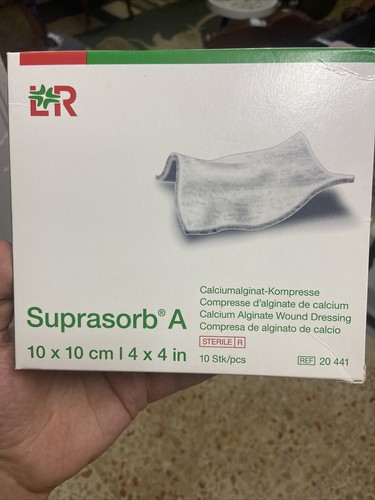 L&R
Suprasorb® A
10 x 10 cm | 4 x 4 in
Calciumalginat-Kompresse
Compresse d'alginate de calcium
Calcium Alginate Wound Dressing
Compresa de alginato de calcio
STERILE R
10 Stk/pcs
REF 20 441